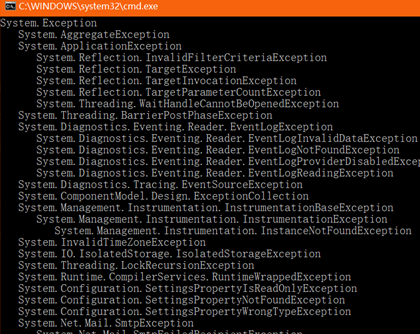 C:\WINDOWS\system32\cmd.exe
System.Exception
System.AggregateException
System.ApplicationException
System.Reflection.InvalidFilterCriteriaException
System.Reflection.TargetException
System.Reflection.TargetInvocationException
System.Reflection.TargetParameterCountException
System.Threading.WaitHandleCannotBeOpenedException
System.Threading.BarrierPostPhaseException
System.Diagnostics.Eventing.Reader.EventLogException
System.Diagnostics.Eventing.Reader.EventLogInvalidDataException
System.Diagnostics.Eventing.Reader.EventLogNotFoundException
System.Diagnostics.Eventing.Reader.EventLogProviderDisabledExce
System.Diagnostics.Eventing.Reader.EventLogReadingException
System.Diagnostics.Tracing.EventSourceException
System.ComponentModel.Design.ExceptionCollection
System.Management.Instrumentation.InstrumentationBaseException
System.Management.Instrumentation.InstrumentationException
System.Management.Instrumentation.InstanceNotFoundException
System.InvalidTimeZoneException
System.IO.IsolatedStorage.IsolatedStorageException
System.Threading.LockRecursionException
System.Runtime.CompilerServices.RuntimeWrappedException
System.Configuration.SettingsPropertyIsReadOnlyException
System.Configuration.SettingsPropertyNotFoundException
System.Configuration.SettingsPropertyWrongTypeException
System.Net.Mail.SmtpException
System.Net.Mail.SmtpFailedRecipientException